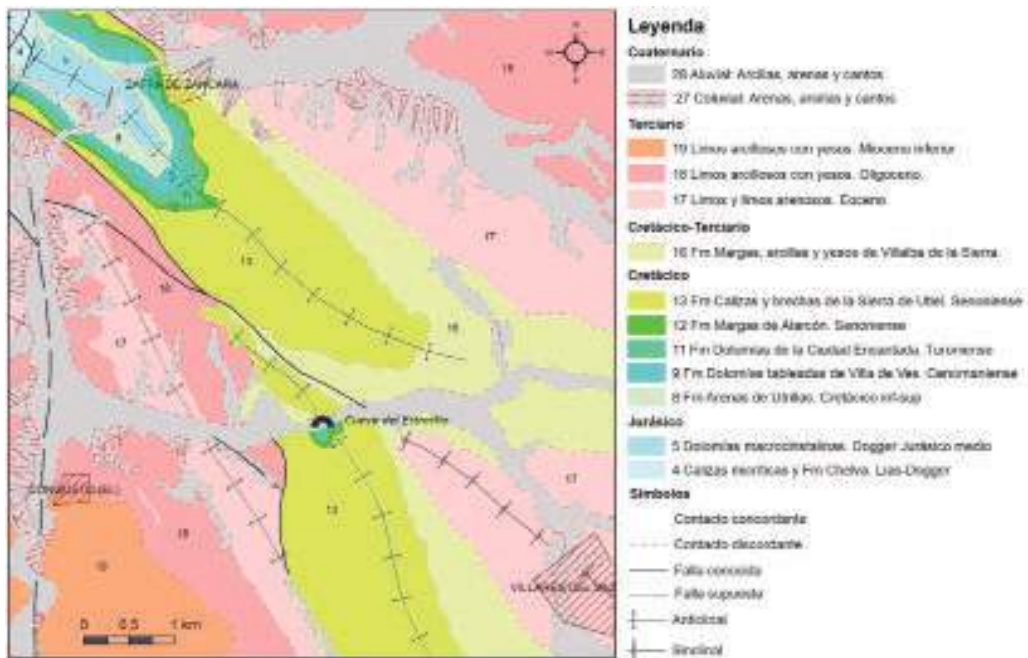 Leyenda
Cuaternario
28 Aluvial: Arcillas, arenas y cantos
27 Coluvial: Arenas, arcillas y cantos
Terciario
19 Limos arcillosos con yesos. Mioceno inferior
18 Limos arcillosos con yesos. Oligoceno.
17 Limos y limos arenosos. Eoceno
Cretácico-Terciario
16 Fm Margas, arcillas y yesos de Villalba de la Sierra
Cretácico
13 Fm Calizas y brechas de la Sierra de Utiel. Senoniense
12 Fm Margas de Alarcón. Senoniense
11 Fm Dolomías de la Ciudad Encantada. Turoniense
9 Fm Dolomías tableadas de Villa de Ves. Cenomaniense
8 Fm Arenas de Utrillas. Cretácico inf-sup
Jurásico
5 Dolomías macrocristalinas. Dogger Jurásico medio
4 Calizas micríticas y Fm Chelva. Lías-Dogger
Símbolos
Contacto concordante
Contacto discordante
Falla conocida
Falla supuesta
Anticlinal
Sinclinal
ZAFRA DE ZÁNCARA
18
17
13
16
18
17
Cueva del Estrecho
17
13
19
19
VILLARES DEL
0 0,5 1 km